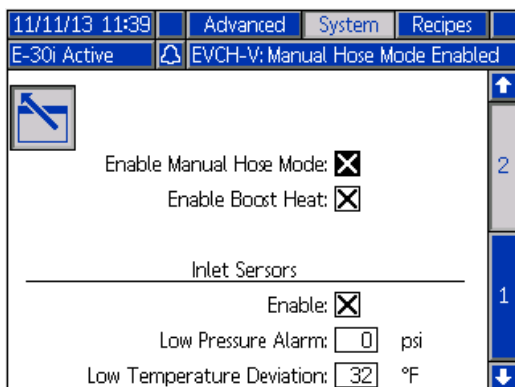 11/11/13 11:39 Advanced System Recipes
E-30i Active EVCH-V: Manual Hose Mode Enabled
Enable Manual Hose Mode:
Enable Boost Heat:
2
Inlet Sensors
Enable:
1
Low Pressure Alarm: 0 psi
Low Temperature Deviation: 32 °F